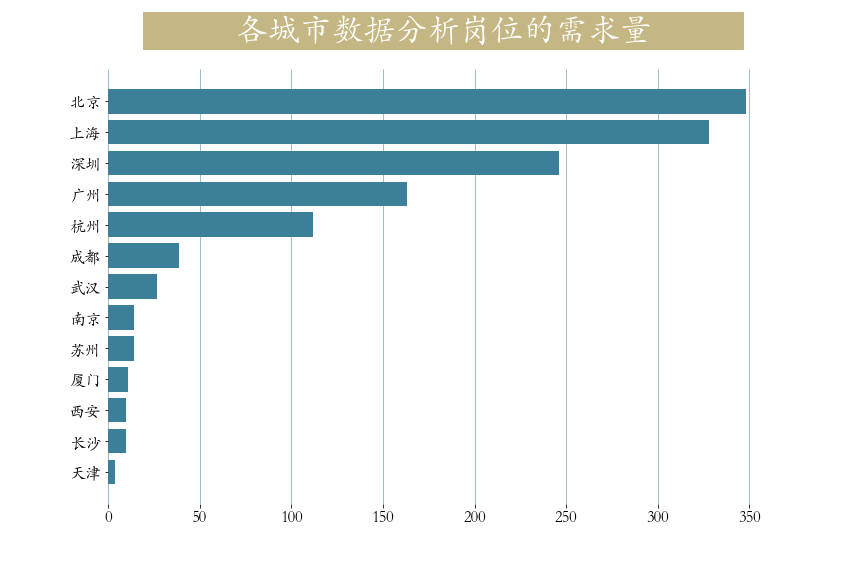 各城市数据分析岗位的需求量
北京
上海
深圳
广州
杭州
成都
武汉
南京
苏州
厦门
西安
长沙
天津
0 50 100 150 200 250 300 350